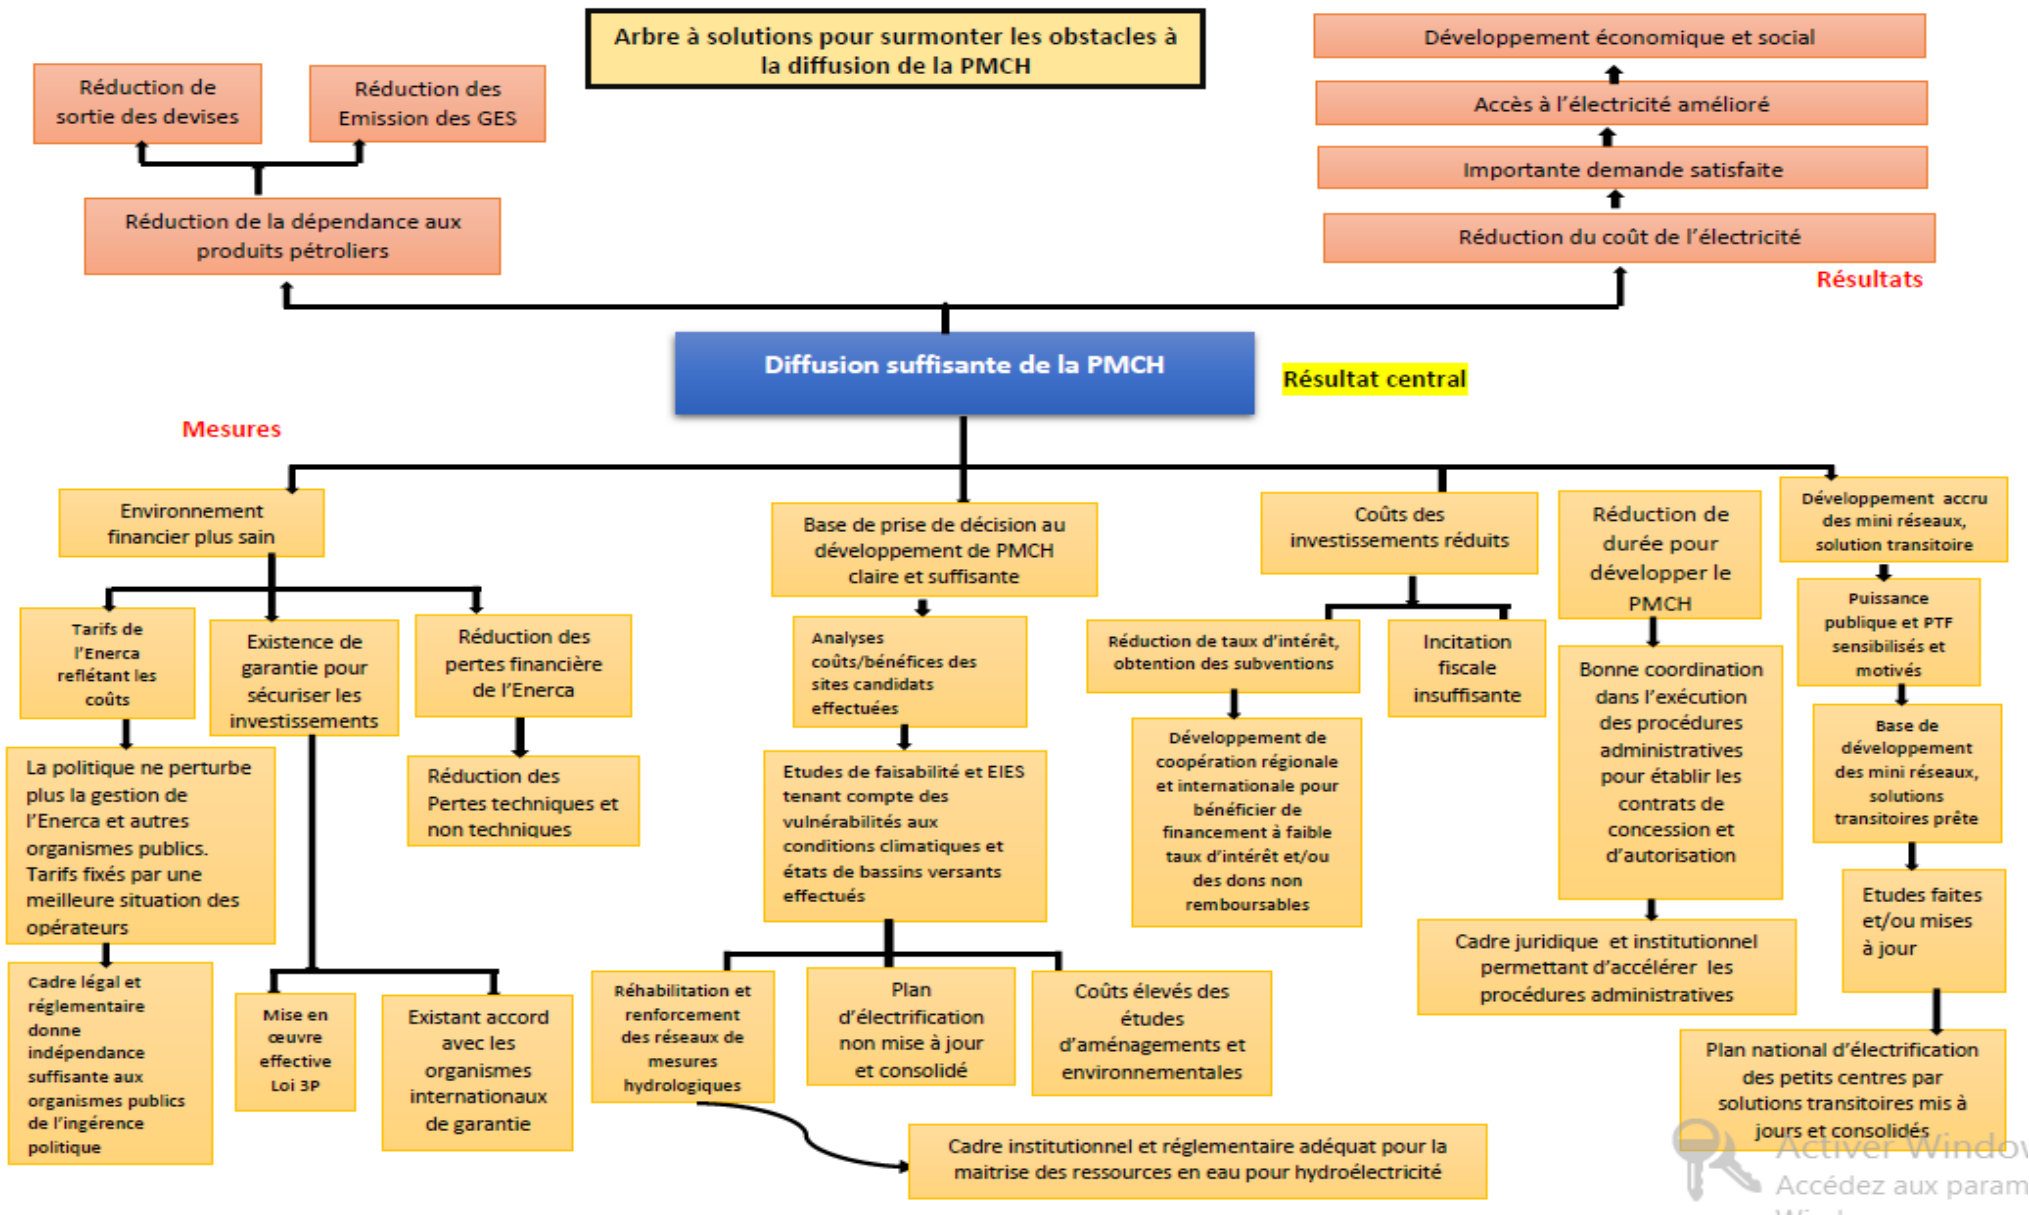 Arbre à solutions pour surmonter les obstacles à
la diffusion de la PMCH
Réduction de
sortie des devises
Réduction des
Emission des GES
Réduction de la dépendance aux
produits pétroliers
Développement économique et social
Accès à l'électricité amélioré
Importante demande satisfaite
Réduction du coût de l'électricité
Résultats
Diffusion suffisante de la PMCH
Résultat central
Mesures
Environnement
financier plus sain
Base de prise de décision au
développement de PMCH
claire et suffisante
Coûts des
investissements réduits
Réduction de
durée pour
développer le
PMCH
Développement accru
des mini réseaux,
solution transitoire
Tarifs de
l'Enerca
reflétant les
coûts
Existence de
garantie pour
sécuriser les
investissements
Réduction des
pertes financière
de l'Enerca
Analyses
coûts/bénéfices des
sites candidats
effectuées
Réduction de taux d'intérêt,
obtention des subventions
Incitation
fiscale
insuffisante
Bonne coordination
dans l'exécution
des procédures
administratives
pour établir les
contrats de
concession et
d'autorisation
Puissance
publique et PTF
sensibilisés et
motivés
La politique ne perturbe
plus la gestion de
l'Enerca et autres
organismes publics.
Tarifs fixés par une
meilleure situation des
opérateurs
Réduction des
Pertes techniques et
non techniques
Etudes de faisabilité et EIES
tenant compte des
vulnérabilités aux
conditions climatiques et
états de bassins versants
effectués
Développement de
coopération régionale
et internationale pour
bénéficier de
financement à faible
taux d'intérêt et/ou
des dons non
remboursables
Base de
développement
des mini réseaux,
solutions
transitoires prête
Etudes faites
et/ou mises
à jour
Cadre juridique et institutionnel
permettant d'accélérer les
procédures administratives
Cadre légal et
réglementaire
donne
indépendance
suffisante aux
organismes publics
de l'ingérence
politique
Mise en
œuvre
effective
Loi 3P
Existant accord
avec les
organismes
internationaux
de garantie
Réhabilitation et
renforcement
des réseaux de
mesures
hydrologiques
Plan
d'électrification
non mise à jour
et consolidé
Coûts élevés des
études
d'aménagements et
environnementales
Plan national d'électrification
des petits centres par
solutions transitoires mis à
jours et consolidés
Cadre institutionnel et réglementaire adéquat pour la
maitrise des ressources en eau pour hydroélectricité
Activer Window
Accédez aux param